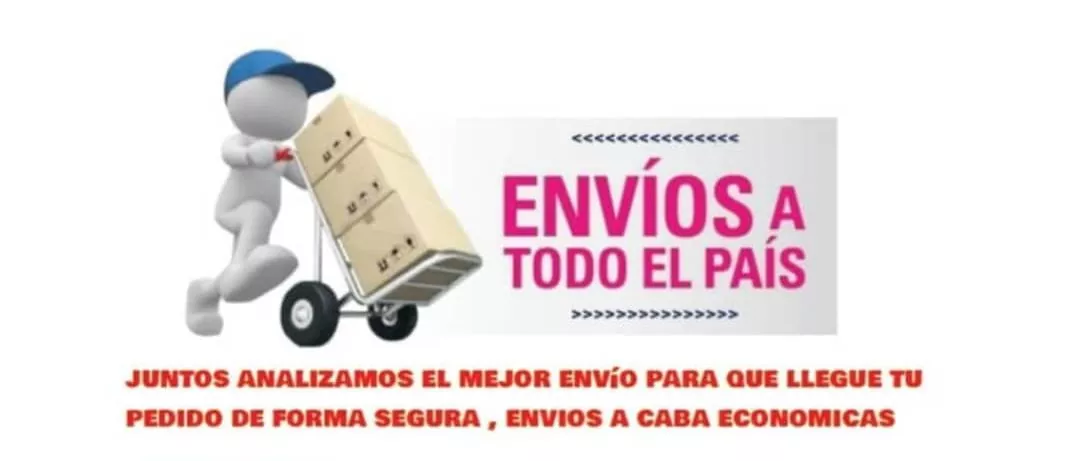 <<<<<<<<<<<<<<<
ENVÍOS A
TODO EL PAÍS
>>>>>>>>>>>>>>>
JUNTOS ANALIZAMOS EL MEJOR ENVíO PARA QUE LLEGUE TU
PEDIDO DE FORMA SEGURA , ENVIOS A CABA ECONOMICAS